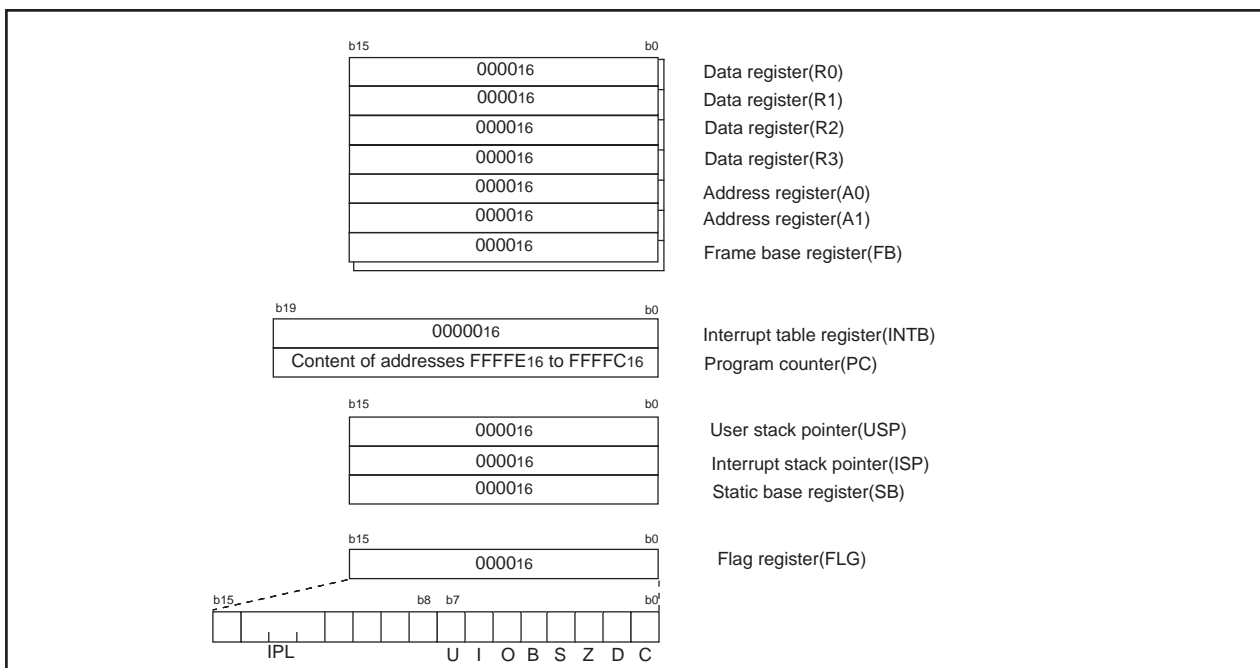 b15 b0
000016 Data register(R0)
000016 Data register(R1)
000016 Data register(R2)
000016 Data register(R3)
000016 Address register(A0)
000016 Address register(A1)
000016 Frame base register(FB)
b19 b0
0000016 Interrupt table register(INTB)
Content of addresses FFFFE16 to FFFFC16 Program counter(PC)
b15 b0
000016 User stack pointer(USP)
000016 Interrupt stack pointer(ISP)
000016 Static base register(SB)
b15 b0
000016 Flag register(FLG)
b15 b8 b7 b0
IPL U I O B S Z D C